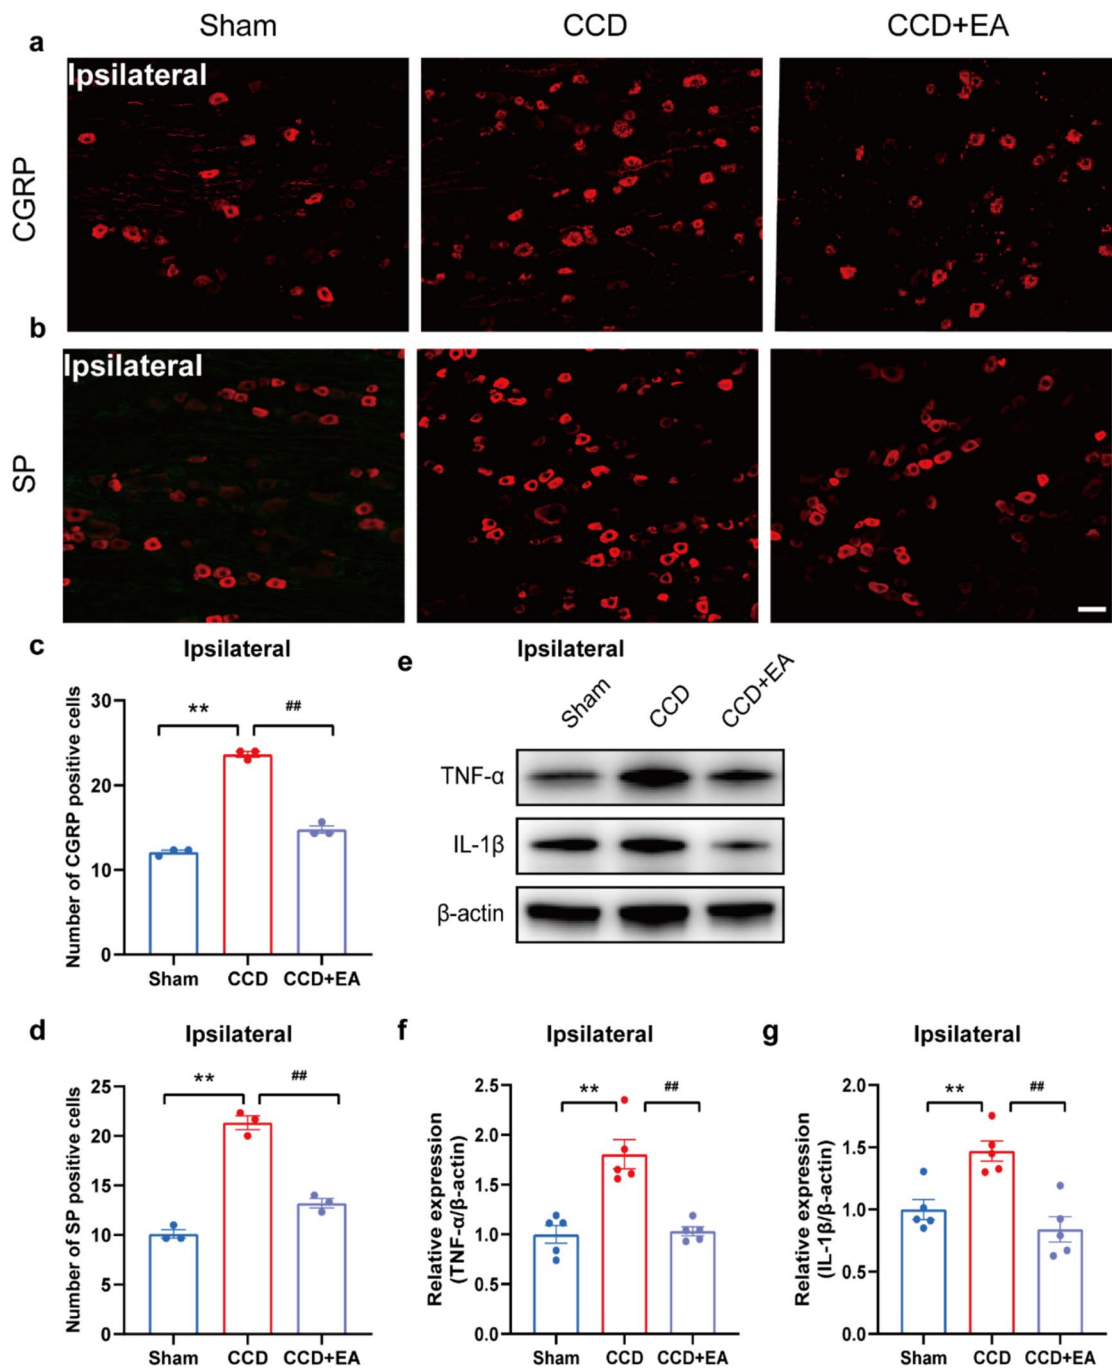 Sham
CCD
CCD+EA
a
Ipsilateral
CGRP
b
Ipsilateral
SP
c
Ipsilateral
Number of CGRP positive cells
30
20
10
0
**
##
Sham
CCD
CCD+EA
e
Ipsilateral
Sham
CCD
CCD+EA
TNF-α
IL-1β
β-actin
d
Ipsilateral
Number of SP positive cells
25
20
15
10
5
0
**
##
Sham
CCD
CCD+EA
f
Ipsilateral
Relative expression
(TNF-α/β-actin)
2.5
2.0
1.5
1.0
0.5
0.0
**
##
Sham
CCD
CCD+EA
g
Ipsilateral
Relative expression
(IL-1β/β-actin)
2.0
1.5
1.0
0.5
0.0
**
##
Sham
CCD
CCD+EA